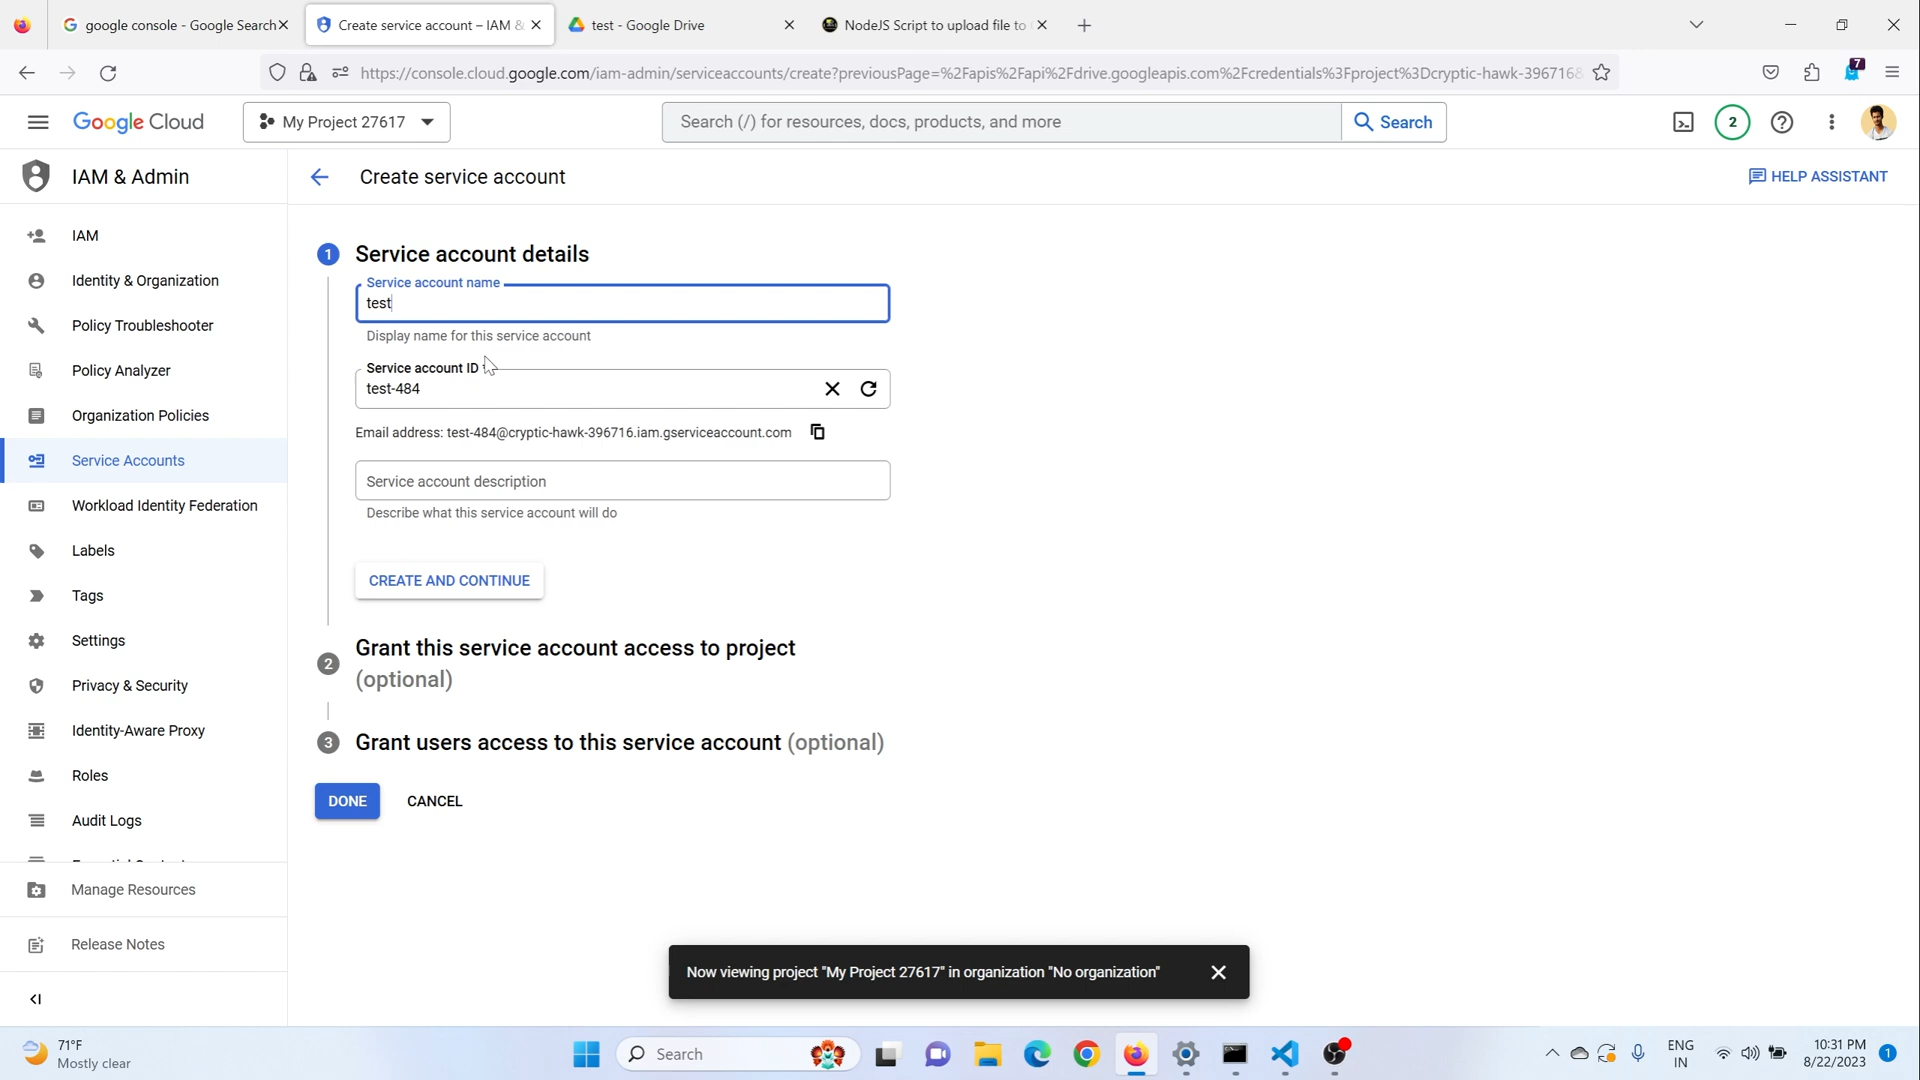 google console - Google Search
Create service account – IAM &
test - Google Drive
NodeJS Script to upload file to
https://console.cloud.google.com/iam-admin/serviceaccounts/create?previousPage=%2Fapis%2Fapi%2Fdrive.googleapis.com%2Fcredentials%3Fproject%3Dcryptic-hawk-3967168
7
Google Cloud
My Project 27617
Search (/) for resources, docs, products, and more
Search
2
IAM & Admin
Create service account
HELP ASSISTANT
IAM
Identity & Organization
Policy Troubleshooter
Policy Analyzer
Organization Policies
Service Accounts
Workload Identity Federation
Labels
Tags
Settings
Privacy & Security
Identity-Aware Proxy
Roles
Audit Logs
Manage Resources
Release Notes
1
Service account details
Service account name
test
Display name for this service account
Service account ID
test-484
Email address: test-484@cryptic-hawk-396716.iam.gserviceaccount.com
Service account description
Describe what this service account will do
CREATE AND CONTINUE
2
Grant this service account access to project
(optional)
3
Grant users access to this service account (optional)
DONE
CANCEL
Now viewing project "My Project 27617" in organization "No organization"
71°F
Mostly clear
Search
ENG
IN
10:31 PM
8/22/2023
1